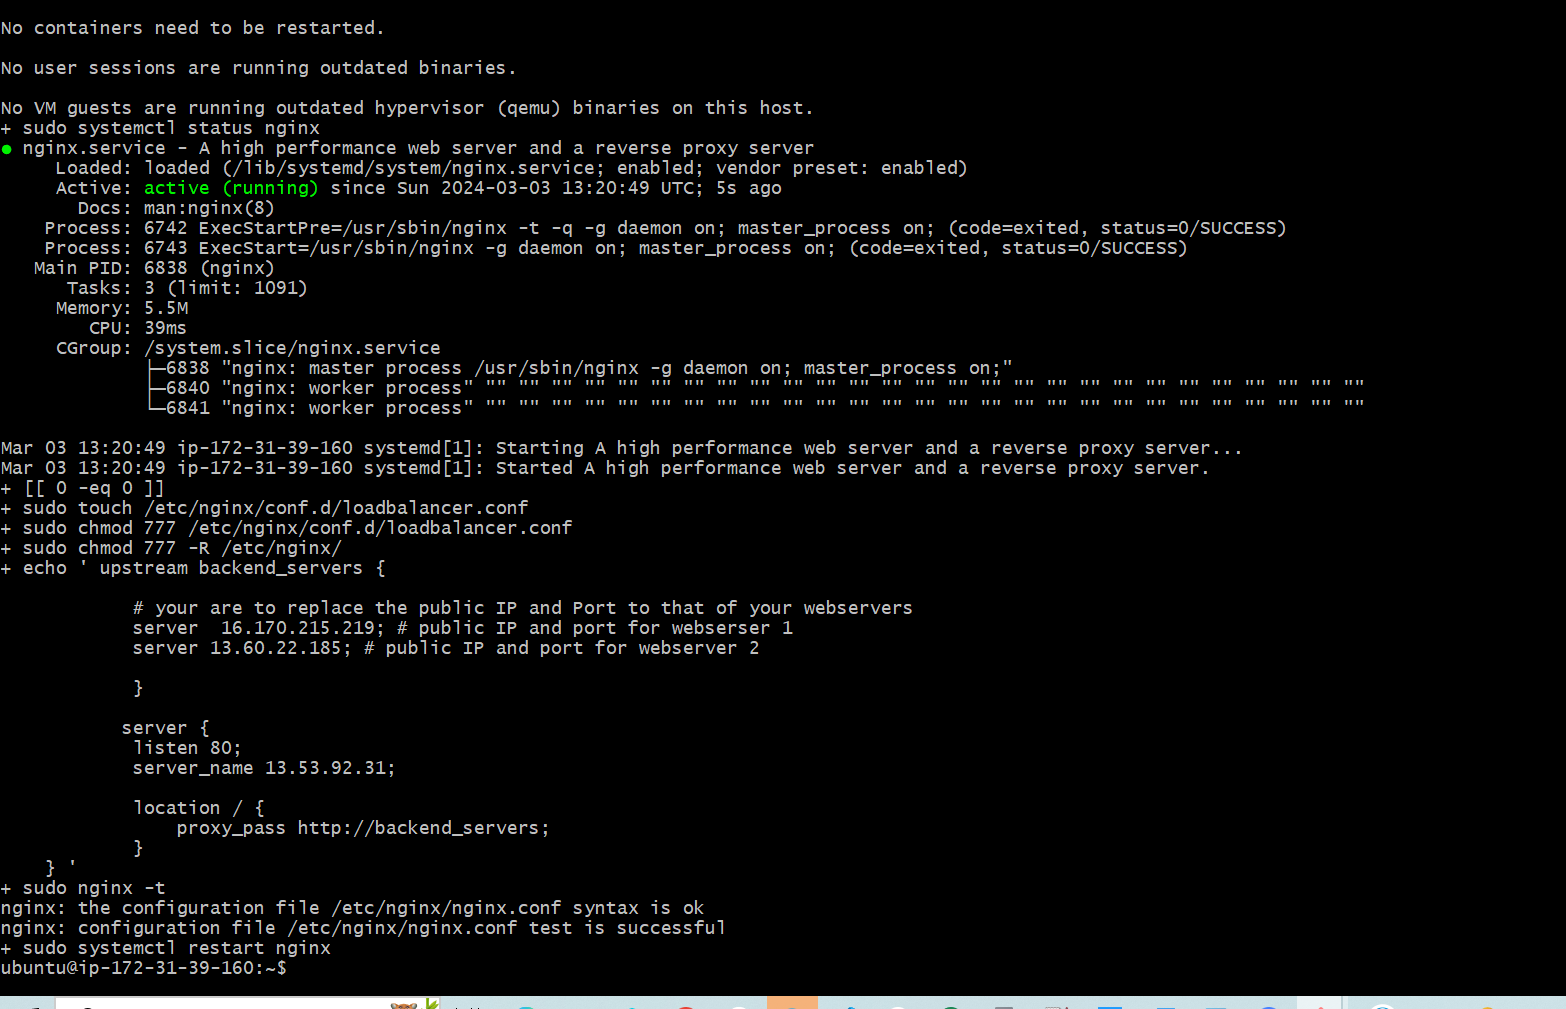 No containers need to be restarted.
No user sessions are running outdated binaries.
No VM guests are running outdated hypervisor (qemu) binaries on this host.
+ sudo systemctl status nginx
● nginx.service - A high performance web server and a reverse proxy server
Loaded: loaded (/lib/systemd/system/nginx.service; enabled; vendor preset: enabled)
Active: active (running) since Sun 2024-03-03 13:20:49 UTC; 5s ago
Docs: man:nginx(8)
Process: 6742 ExecStartPre=/usr/sbin/nginx -t -q -g daemon on; master_process on; (code=exited, status=0/SUCCESS)
Process: 6743 ExecStart=/usr/sbin/nginx -g daemon on; master_process on; (code=exited, status=0/SUCCESS)
Main PID: 6838 (nginx)
Tasks: 3 (limit: 1091)
Memory: 5.5M
CPU: 39ms
CGroup: /system.slice/nginx.service
├─6838 "nginx: master process /usr/sbin/nginx -g daemon on; master_process on;"
├─6840 "nginx: worker process" "" "" "" "" "" "" "" "" "" "" "" "" "" "" "" "" "" "" "" "" "" "" "" "" "" "" ""
└─6841 "nginx: worker process" "" "" "" "" "" "" "" "" "" "" "" "" "" "" "" "" "" "" "" "" "" "" "" "" "" "" ""
Mar 03 13:20:49 ip-172-31-39-160 systemd[1]: Starting A high performance web server and a reverse proxy server...
Mar 03 13:20:49 ip-172-31-39-160 systemd[1]: Started A high performance web server and a reverse proxy server.
+ [[ 0 -eq 0 ]]
+ sudo touch /etc/nginx/conf.d/loadbalancer.conf
+ sudo chmod 777 /etc/nginx/conf.d/loadbalancer.conf
+ sudo chmod 777 -R /etc/nginx/
+ echo ' upstream backend_servers {
# your are to replace the public IP and Port to that of your webservers
server  16.170.215.219; # public IP and port for webserser 1
server 13.60.22.185; # public IP and port for webserver 2
}
server {
listen 80;
server_name 13.53.92.31;
location / {
proxy_pass http://backend_servers;
}
} '
+ sudo nginx -t
nginx: the configuration file /etc/nginx/nginx.conf syntax is ok
nginx: configuration file /etc/nginx/nginx.conf test is successful
+ sudo systemctl restart nginx
ubuntu@ip-172-31-39-160:~$